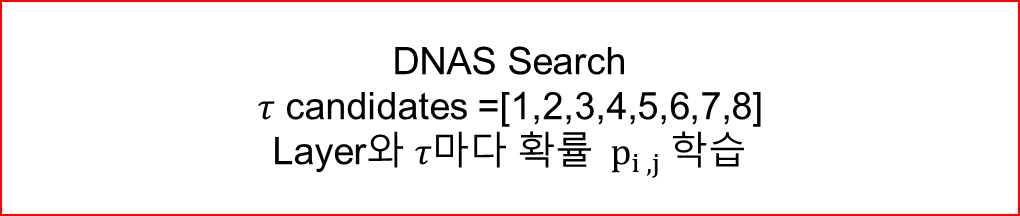 DNAS Search
τ candidates =[1,2,3,4,5,6,7,8]
Layer와 τ마다 확률 p_{i ,j} 학습